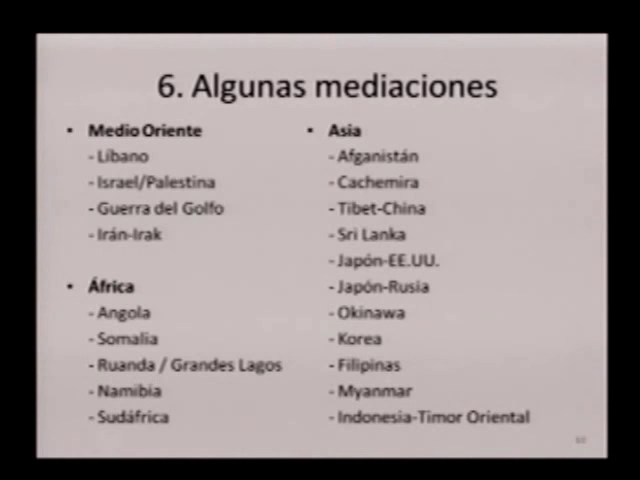 6. Algunas mediaciones
• Medio Oriente
- Líbano
- Israel/Palestina
- Guerra del Golfo
- Irán-Irak
• África
- Angola
- Somalia
- Ruanda / Grandes Lagos
- Namibia
- Sudáfrica
• Asia
- Afganistán
- Cachemira
- Tibet-China
- Sri Lanka
- Japón-EE.UU.
- Japón-Rusia
- Okinawa
- Korea
- Filipinas
- Myanmar
- Indonesia-Timor Oriental